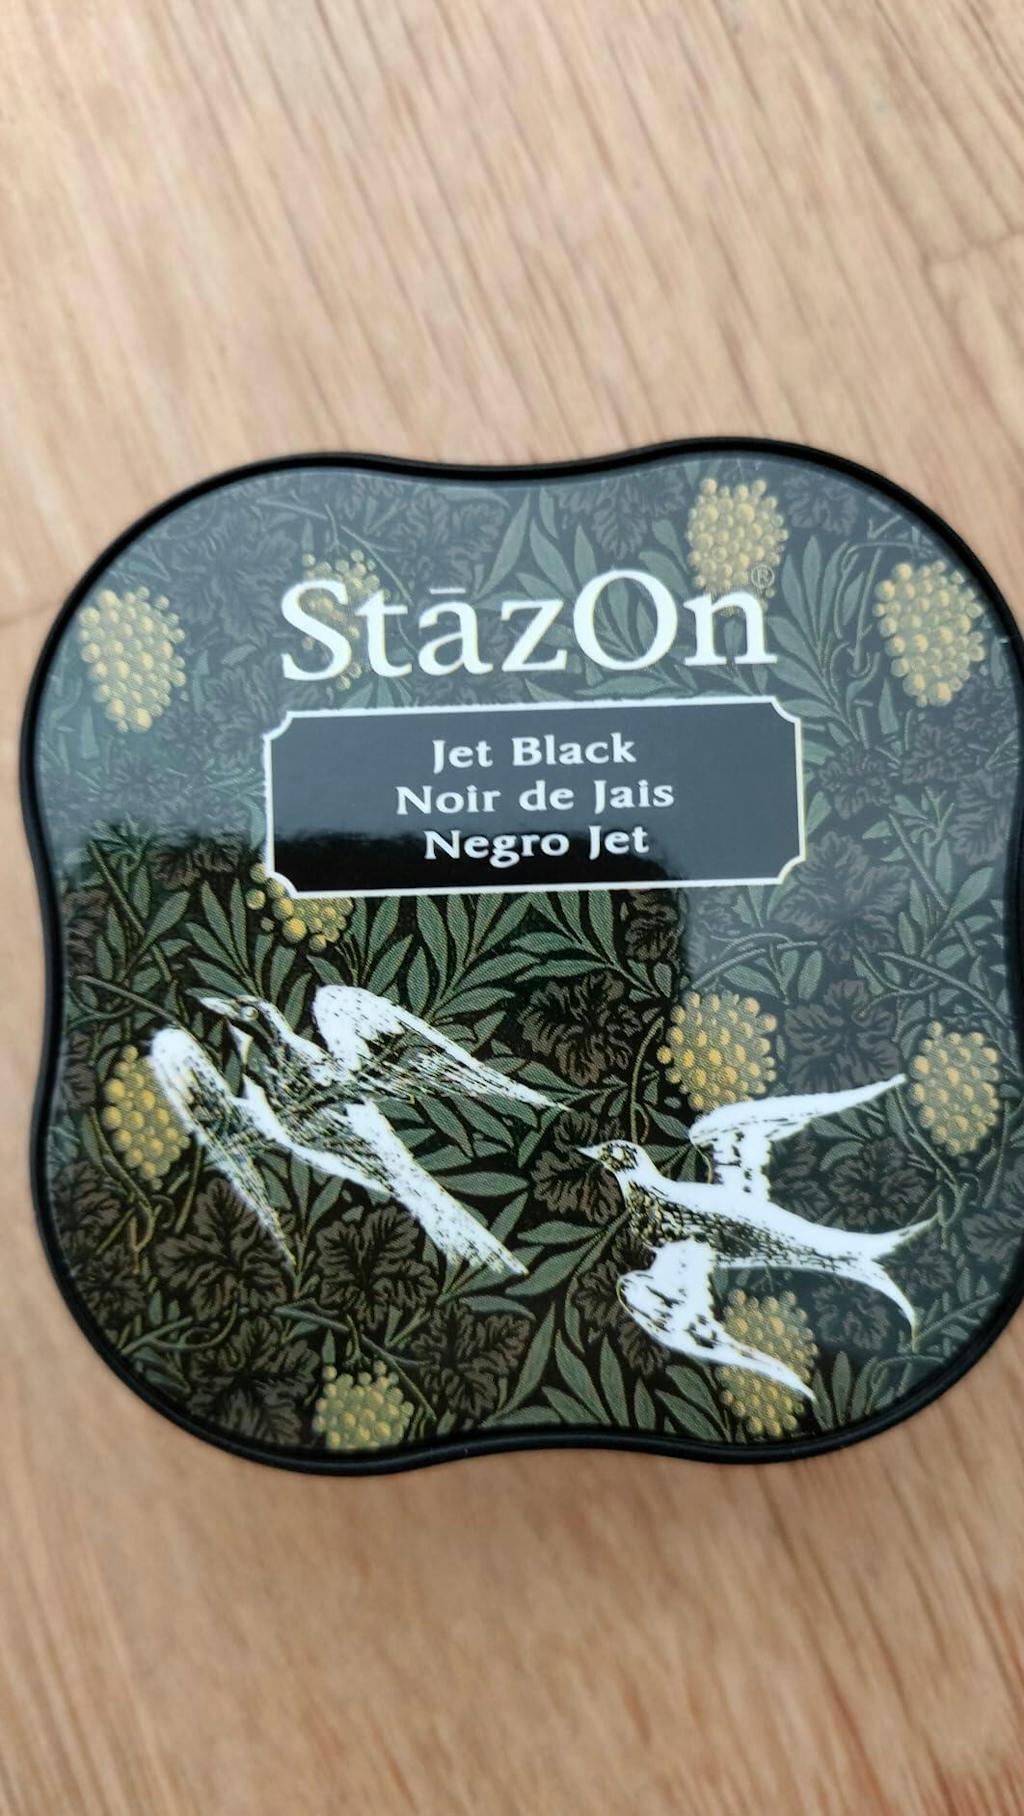 StāzOn®
Jet Black
Noir de Jais
Negro Jet